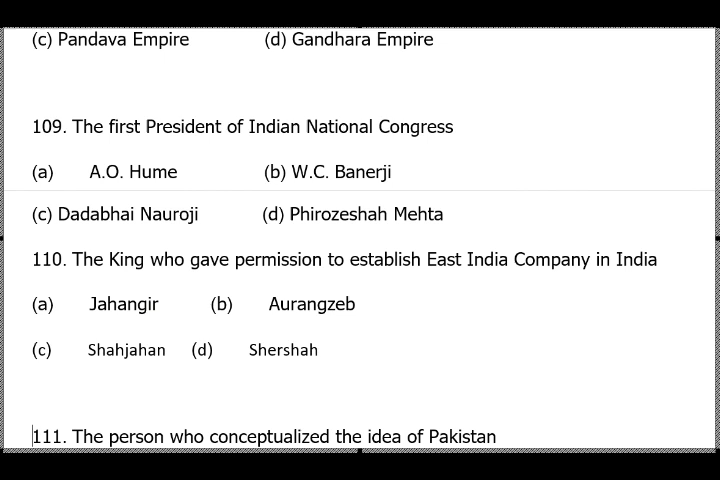 (c) Pandava Empire (d) Gandhara Empire
109. The first President of Indian National Congress
(a) A.O. Hume (b) W.C. Banerji
(c) Dadabhai Nauroji (d) Phirozeshah Mehta
110. The King who gave permission to establish East India Company in India
(a) Jahangir (b) Aurangzeb
(c) Shahjahan (d) Shershah
111. The person who conceptualized the idea of Pakistan